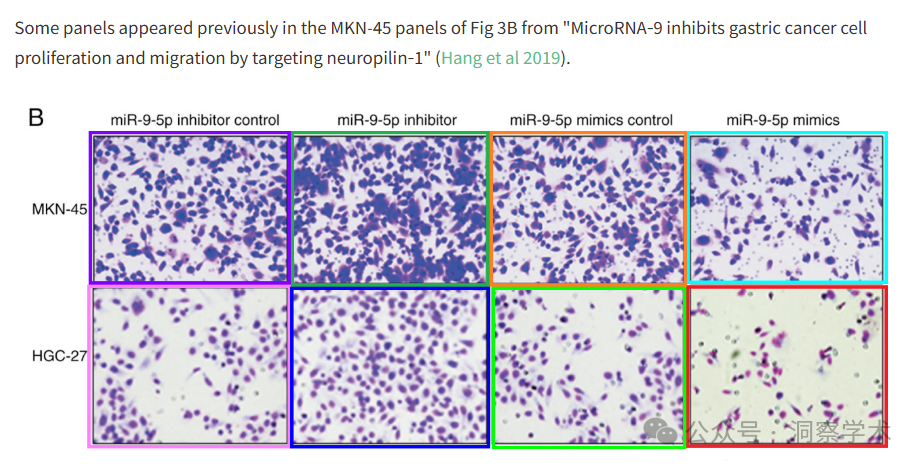 Some panels appeared previously in the MKN-45 panels of Fig 3B from "MicroRNA-9 inhibits gastric cancer cell
proliferation and migration by targeting neuropilin-1" (Hang et al 2019).
B
miR-9-5p inhibitor control miR-9-5p inhibitor miR-9-5p mimics control miR-9-5p mimics
MKN-45
HGC-27
公众号:洞察学术